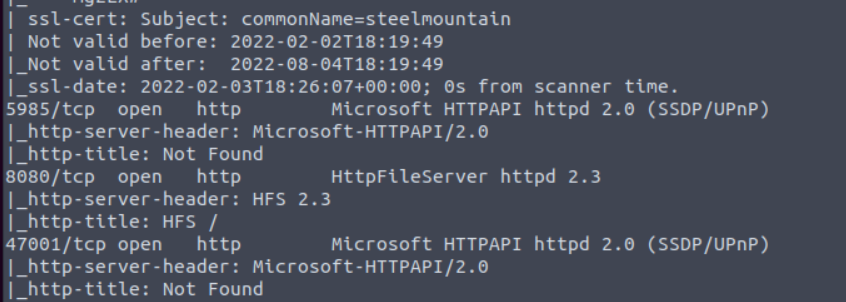 | ssl-cert: Subject: commonName=steelmountain
| Not valid before: 2022-02-02T18:19:49
|_Not valid after:  2022-08-04T18:19:49
|_ssl-date: 2022-02-03T18:26:07+00:00; 0s from scanner time.
5985/tcp  open   http        Microsoft HTTPAPI httpd 2.0 (SSDP/UPnP)
|_http-server-header: Microsoft-HTTPAPI/2.0
|_http-title: Not Found
8080/tcp  open   http        HttpFileServer httpd 2.3
|_http-server-header: HFS 2.3
|_http-title: HFS /
47001/tcp open   http        Microsoft HTTPAPI httpd 2.0 (SSDP/UPnP)
|_http-server-header: Microsoft-HTTPAPI/2.0
|_http-title: Not Found